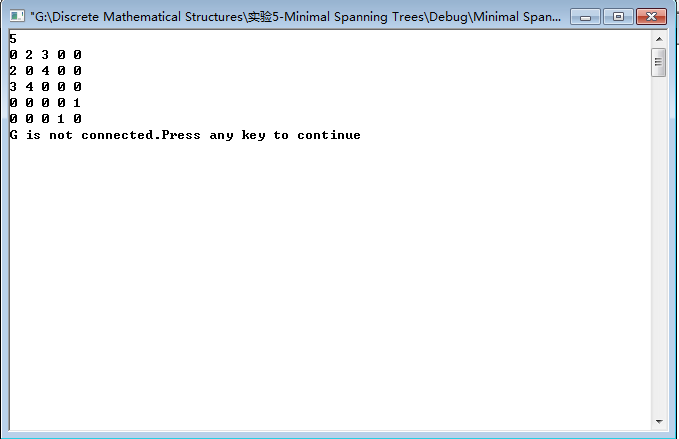 "G:\Discrete Mathematical Structures\实验5-Minimal Spanning Trees\Debug\Minimal Span...
5
0 2 3 0 0
2 0 4 0 0
3 4 0 0 0
0 0 0 0 1
0 0 0 1 0
G is not connected.Press any key to continue